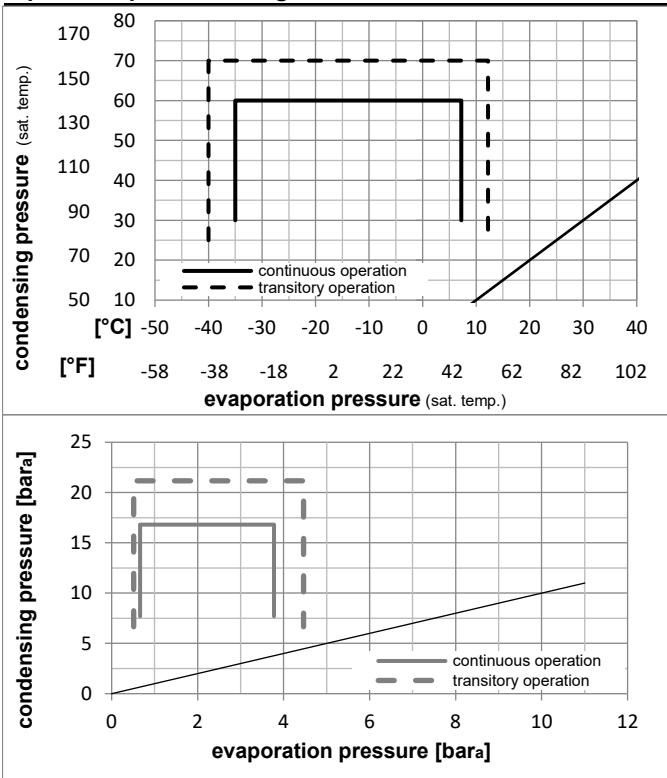 170 80
150 70
130 60
50
110 40
90 30
70 20
50 10
condensing pressure (sat. temp.)
continuous operation
transitory operation
[°C] -50 -40 -30 -20 -10 0 10 20 30 40
[°F] -58 -38 -18 2 22 42 62 82 102
evaporation pressure (sat. temp.)
25
20
15
10
5
0
condensing pressure [bara]
continuous operation
transitory operation
0 2 4 6 8 10 12
evaporation pressure [bara]